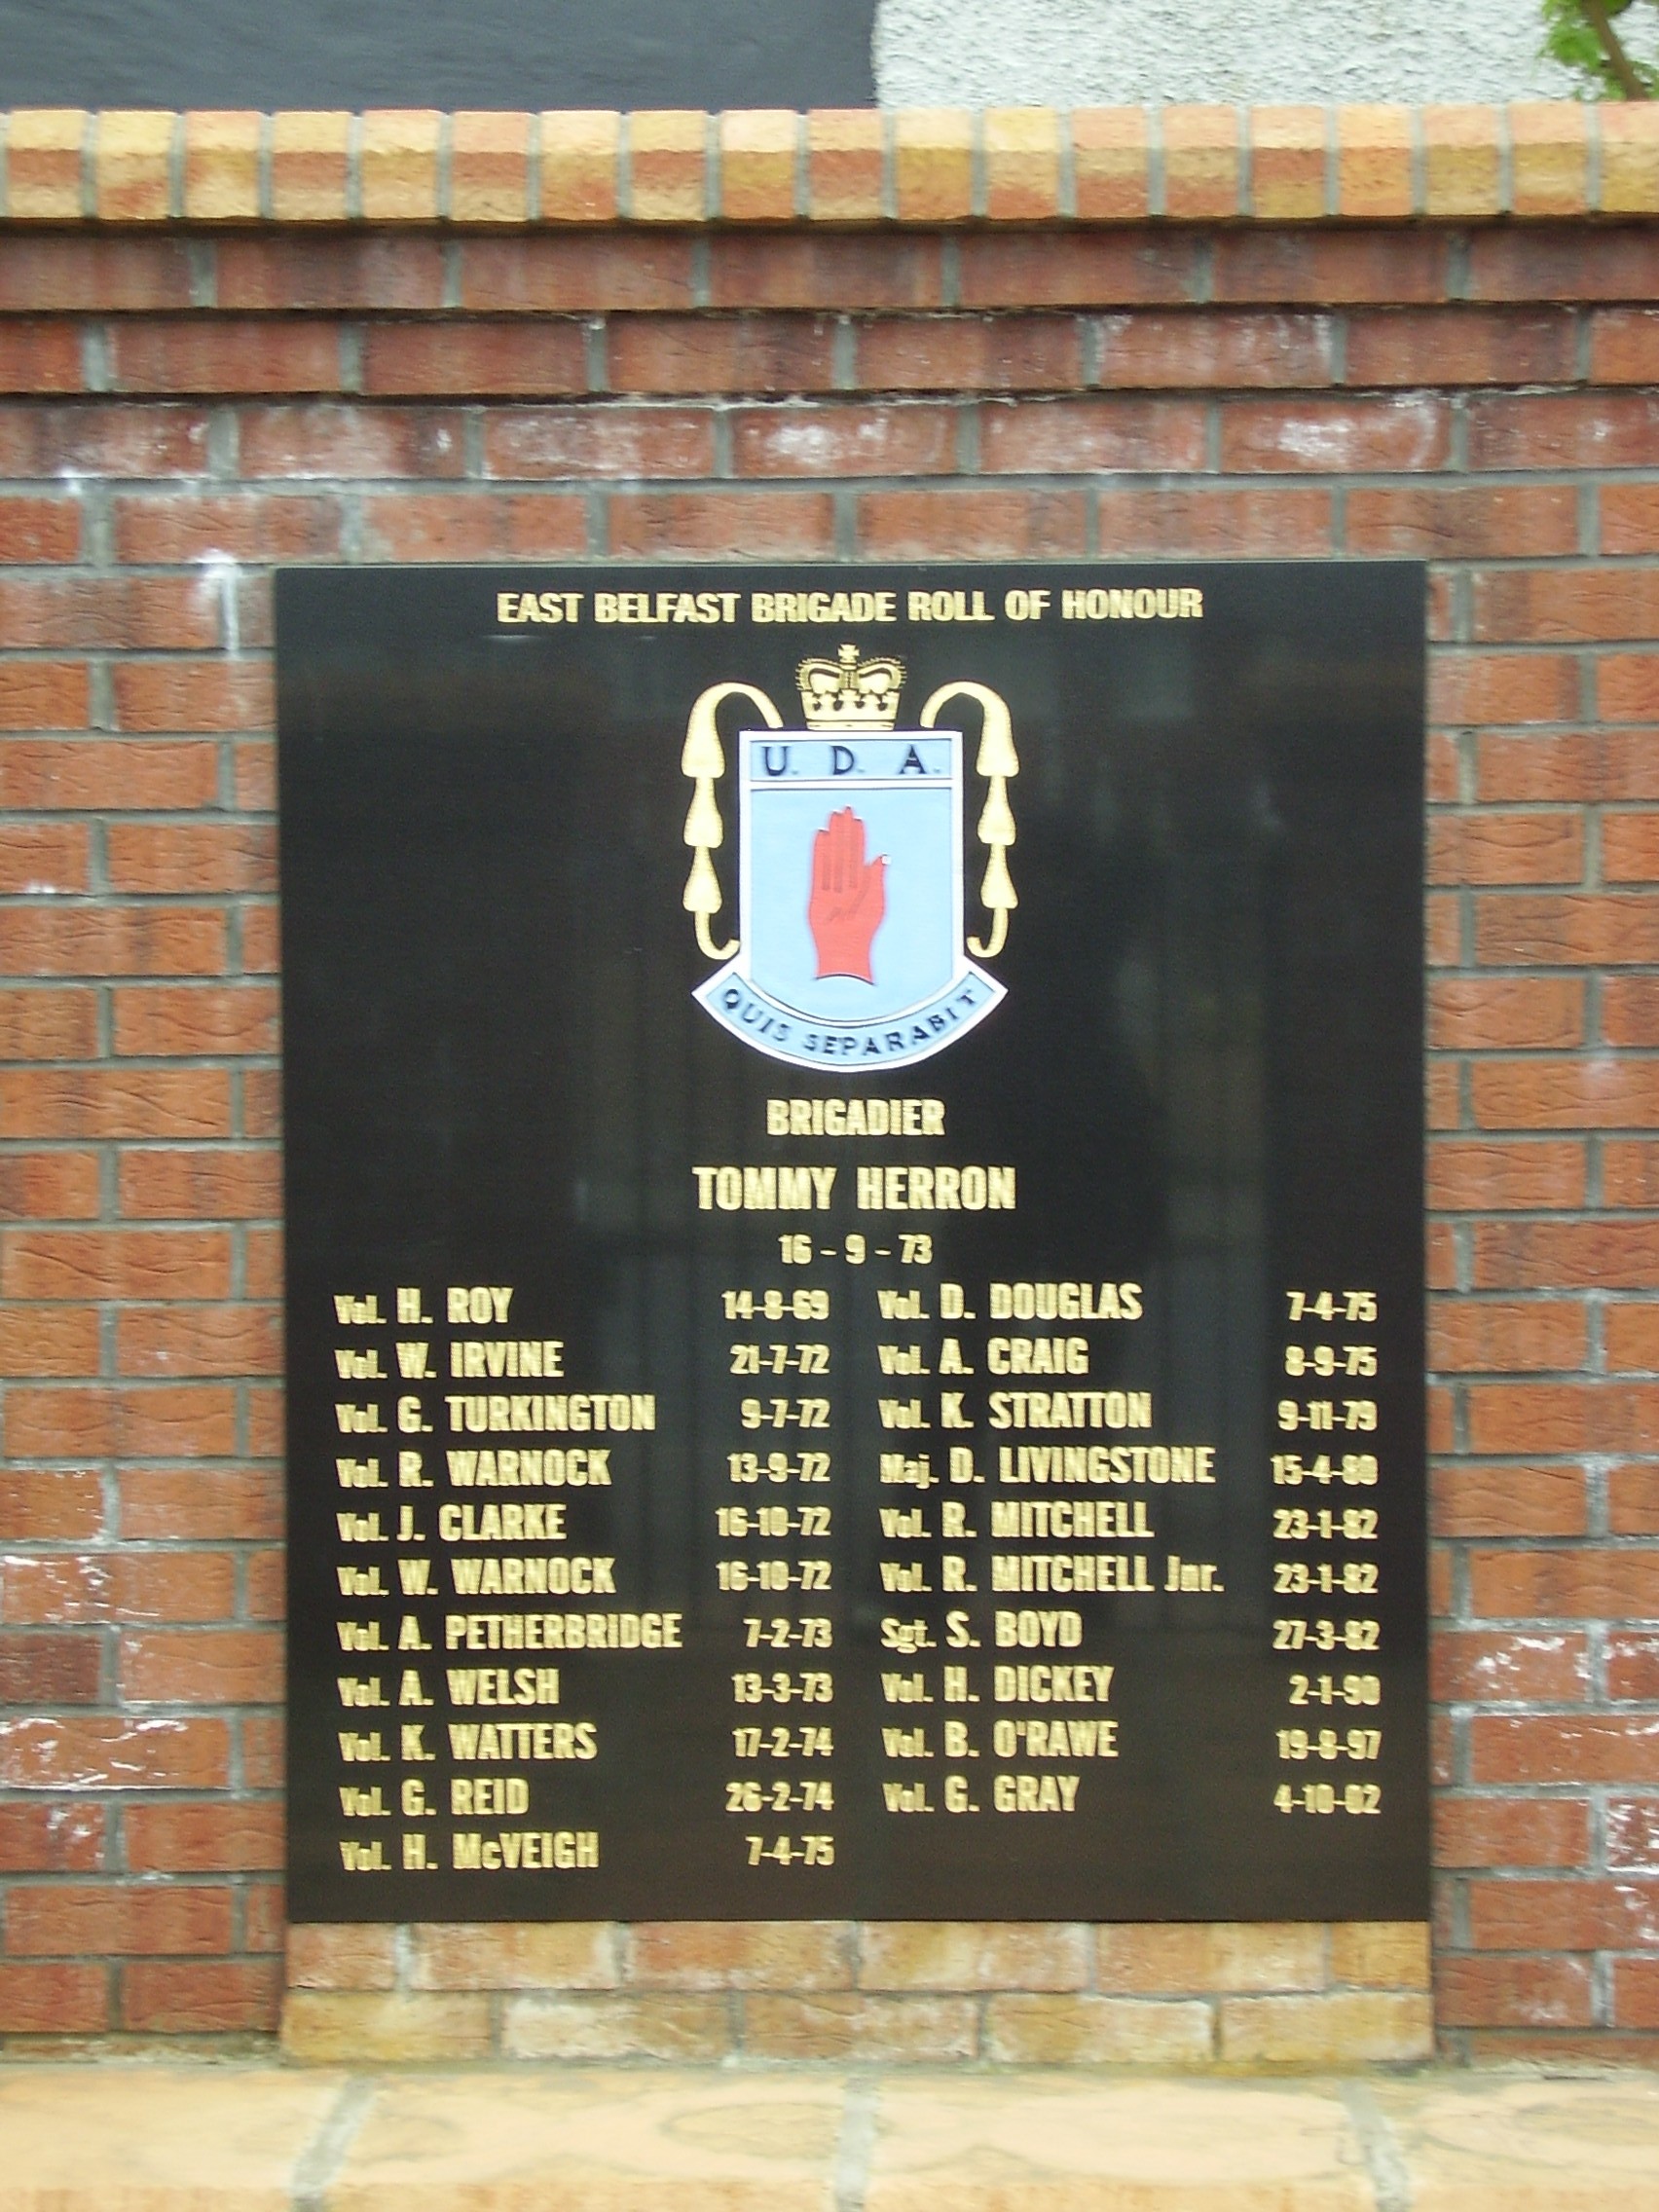 EAST BELFAST BRIGADE ROLL OF HONOUR
U. D. A.
QUIS SEPARABIT
BRIGADIER
TOMMY HERRON
16 - 9 - 73
Vol. H. ROY 14-8-69
Vol. W. IRVINE 21-7-72
Vol. G. TURKINGTON 9-7-72
Vol. R. WARNOCK 13-9-72
Vol. J. CLARKE 16-10-72
Vol. W. WARNOCK 16-10-72
Vol. A. PETHERBRIDGE 7-2-73
Vol. A. WELSH 13-3-73
Vol. K. WATTERS 17-2-74
Vol. G. REID 26-2-74
Vol. H. McVEIGH 7-4-75
Vol. D. DOUGLAS 7-4-75
Vol. A. CRAIG 8-9-75
Vol. K. STRATTON 9-11-79
Maj. D. LIVINGSTONE 15-4-80
Vol. R. MITCHELL 23-1-82
Vol. R. MITCHELL Jnr. 23-1-82
Sgt. S. BOYD 27-3-82
Vol. H. DICKEY 2-1-90
Vol. B. O'RAWE 19-8-97
Vol. G. GRAY 4-10-02